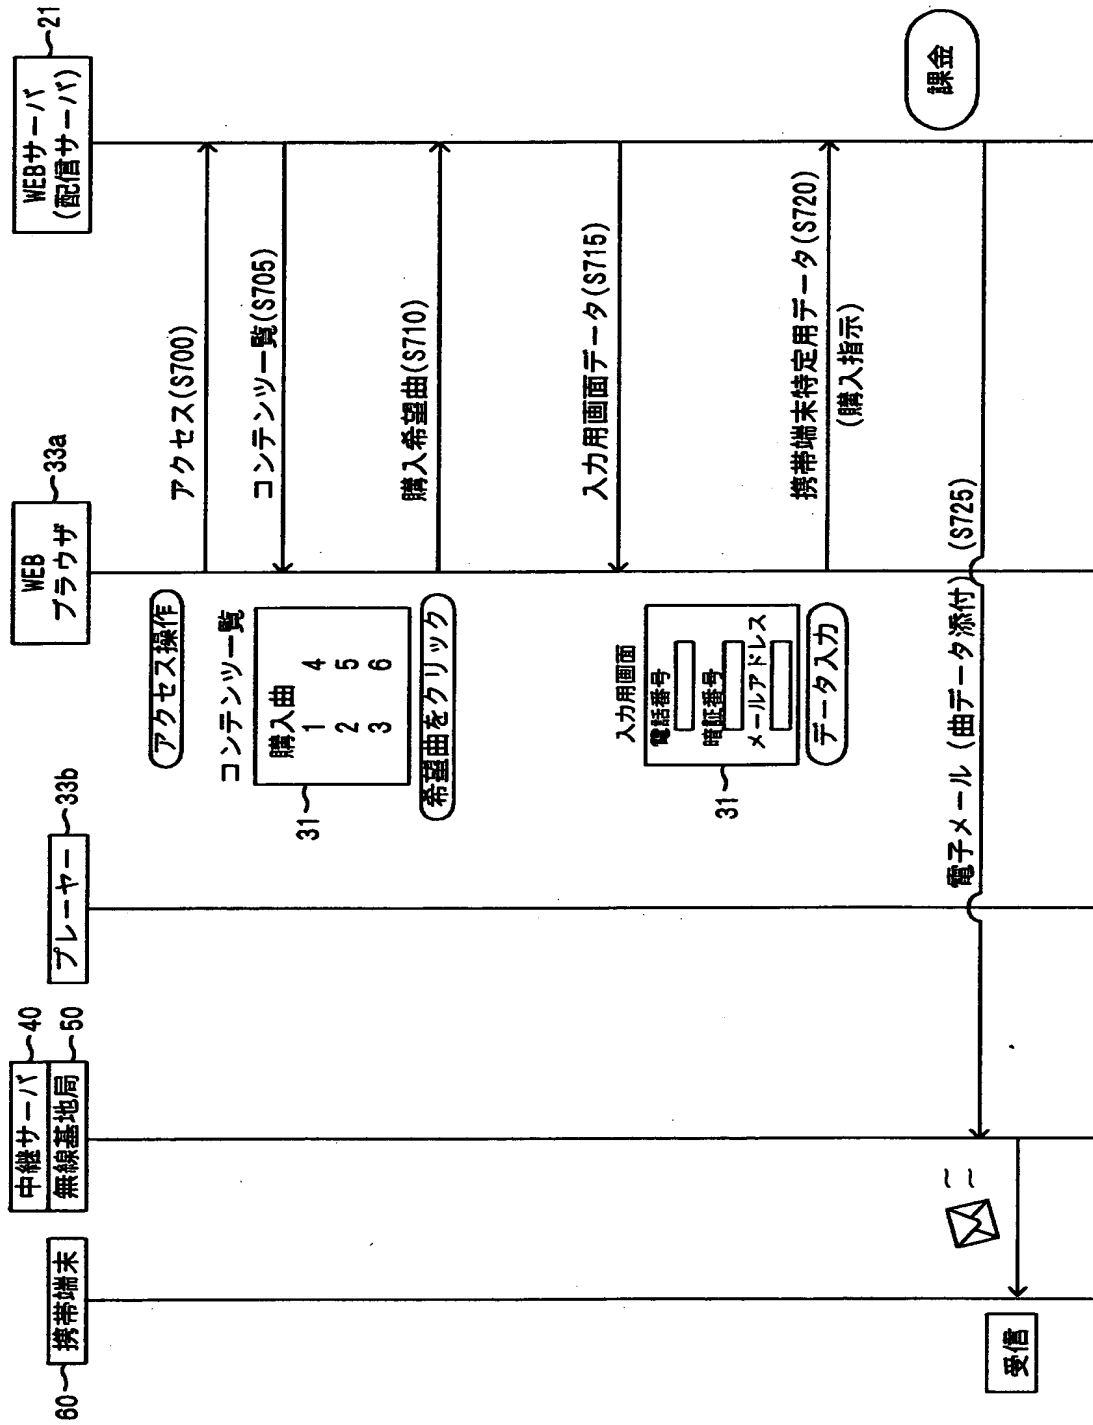 60 携帯端末
中継サーバ 40
無線基地局 50
プレーヤー 33b
WEB
ブラウザ 33a
WEBサーバ
(配信サーバ) 21
アクセス操作
アクセス(S700)
コンテンツ一覧
コンテンツ一覧(S705)
31
購入曲
1 4
2 5
3 6
希望曲をクリック
購入希望曲(S710)
入力用画面
入力用画面データ(S715)
31
電話番号
暗証番号
メールアドレス
データ入力
携帯端末特定用データ(S720)
(購入指示)
課金
電子メール (曲データ添付) (S725)
受信